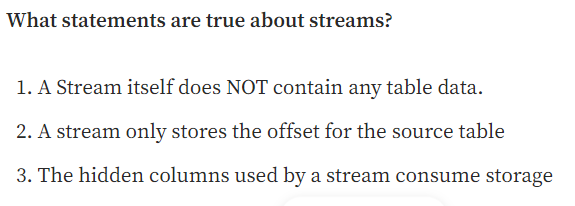 What statements are true about streams?
1. A Stream itself does NOT contain any table data.
2. A stream only stores the offset for the source table
3. The hidden columns used by a stream consume storage